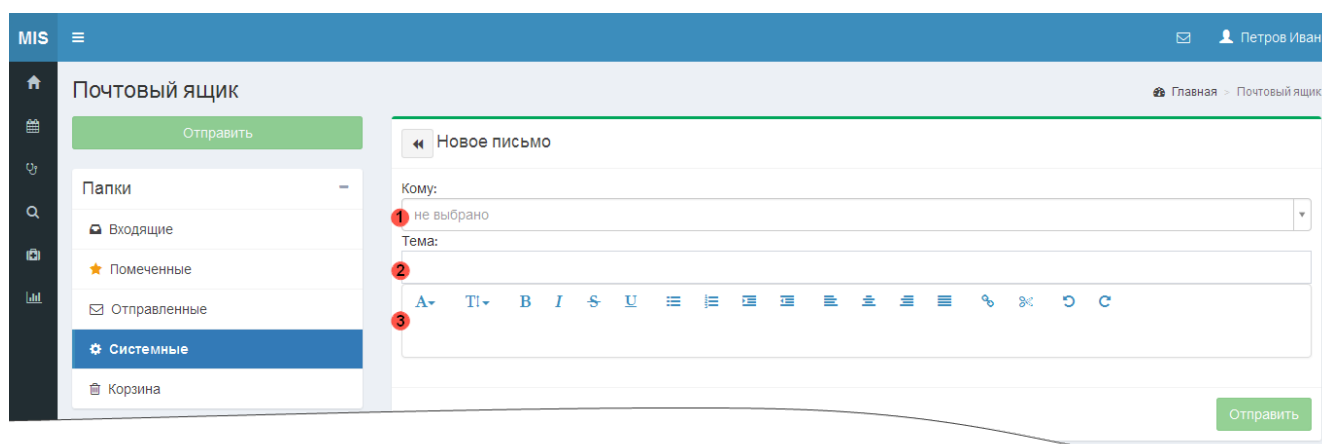 MIS
Петров Иван
Почтовый ящик
Главная > Почтовый ящик
Отправить
Новое письмо
Папки
Кому:
1 не выбрано
Входящие
Тема:
2
Помеченные
A T! B I S U
3
Отправленные
Системные
Корзина
Отправить